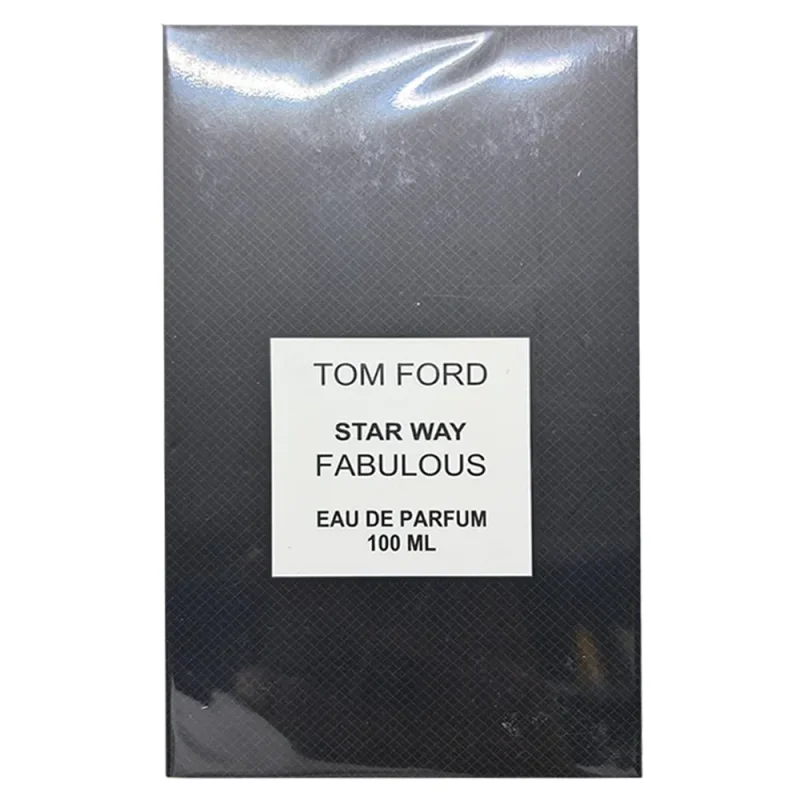 TOM FORD
STAR WAY
FABULOUS
EAU DE PARFUM
100 ML